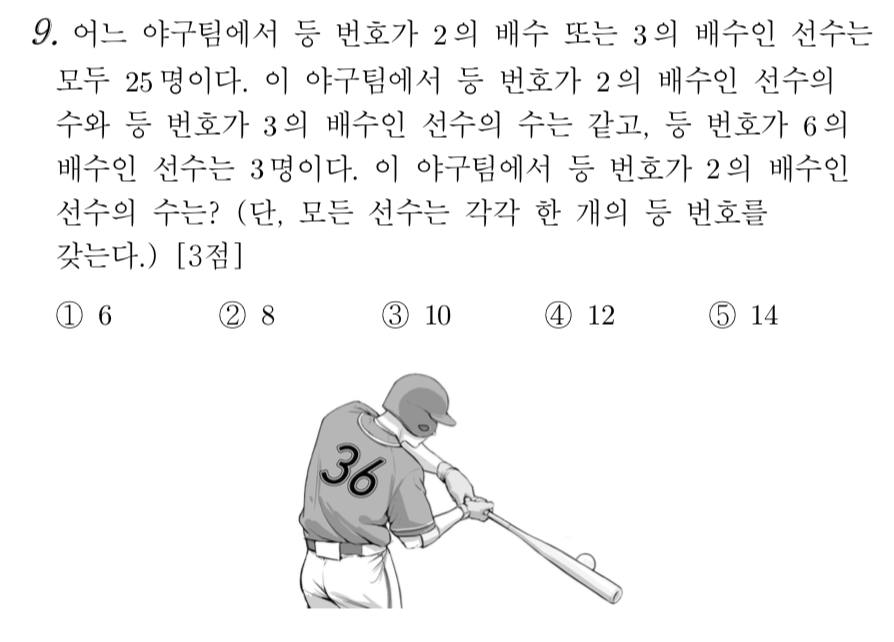 9. 어느 야구팀에서 등 번호가 2의 배수 또는 3의 배수인 선수는
모두 25명이다. 이 야구팀에서 등 번호가 2의 배수인 선수의
수와 등 번호가 3의 배수인 선수의 수는 같고, 등 번호가 6의
배수인 선수는 3명이다. 이 야구팀에서 등 번호가 2의 배수인
선수의 수는? (단, 모든 선수는 각각 한 개의 등 번호를
갖는다.) [3점]
① 6 ② 8 ③ 10 ④ 12 ⑤ 14
36